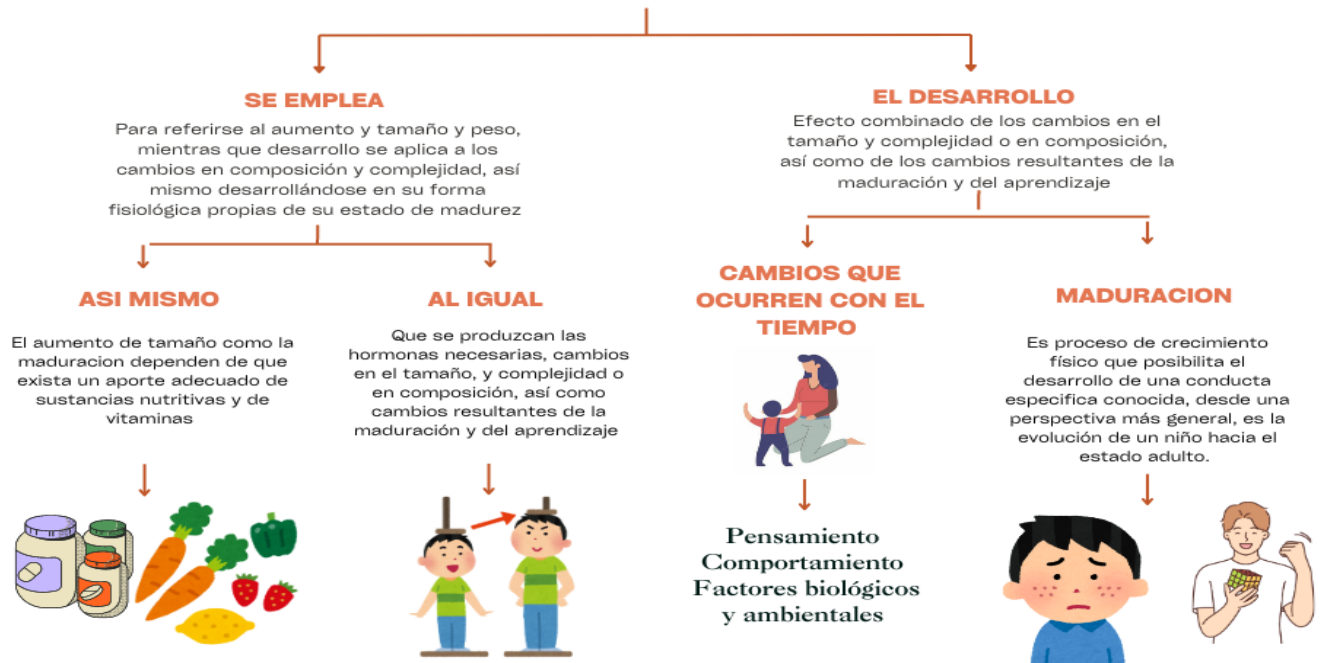 SE EMPLEA
Para referirse al aumento y tamaño y peso,
mientras que desarrollo se aplica a los
cambios en composición y complejidad, así
mismo desarrollándose en su forma
fisiológica propias de su estado de madurez
EL DESARROLLO
Efecto combinado de los cambios en el
tamaño y complejidad o en composición,
así como de los cambios resultantes de la
maduración y del aprendizaje
ASI MISMO
El aumento de tamaño como la
maduracion dependen de que
exista un aporte adecuado de
sustancias nutritivas y de
vitaminas
AL IGUAL
Que se produzcan las
hormonas necesarias, cambios
en el tamaño, y complejidad o
en composición, así como
cambios resultantes de la
maduración y del aprendizaje
CAMBIOS QUE
OCURREN CON EL
TIEMPO
Pensamiento
Comportamiento
Factores biológicos
y ambientales
MADURACION
Es proceso de crecimiento
físico que posibilita el
desarrollo de una conducta
especifica conocida, desde una
perspectiva más general, es la
evolución de un niño hacia el
estado adulto.